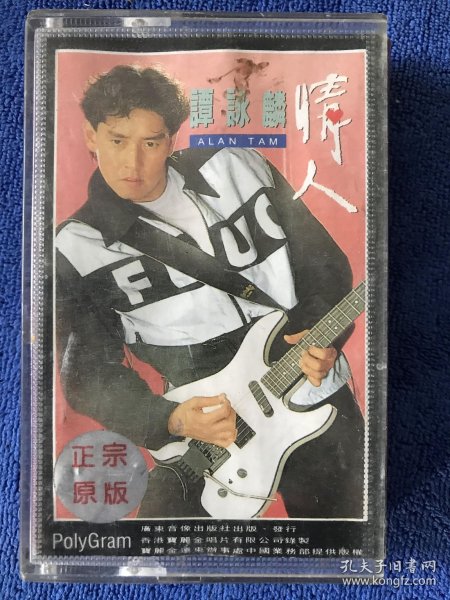 譚詠麟
ALAN TAM
情人
正宗
原版
PolyGram
廣東音像出版社出版、發行
香港寶麗金唱片有限公司錄製
寶麗金遠東辦事處中國業務部提供版權
孔夫子旧书网
www.kongfz.com